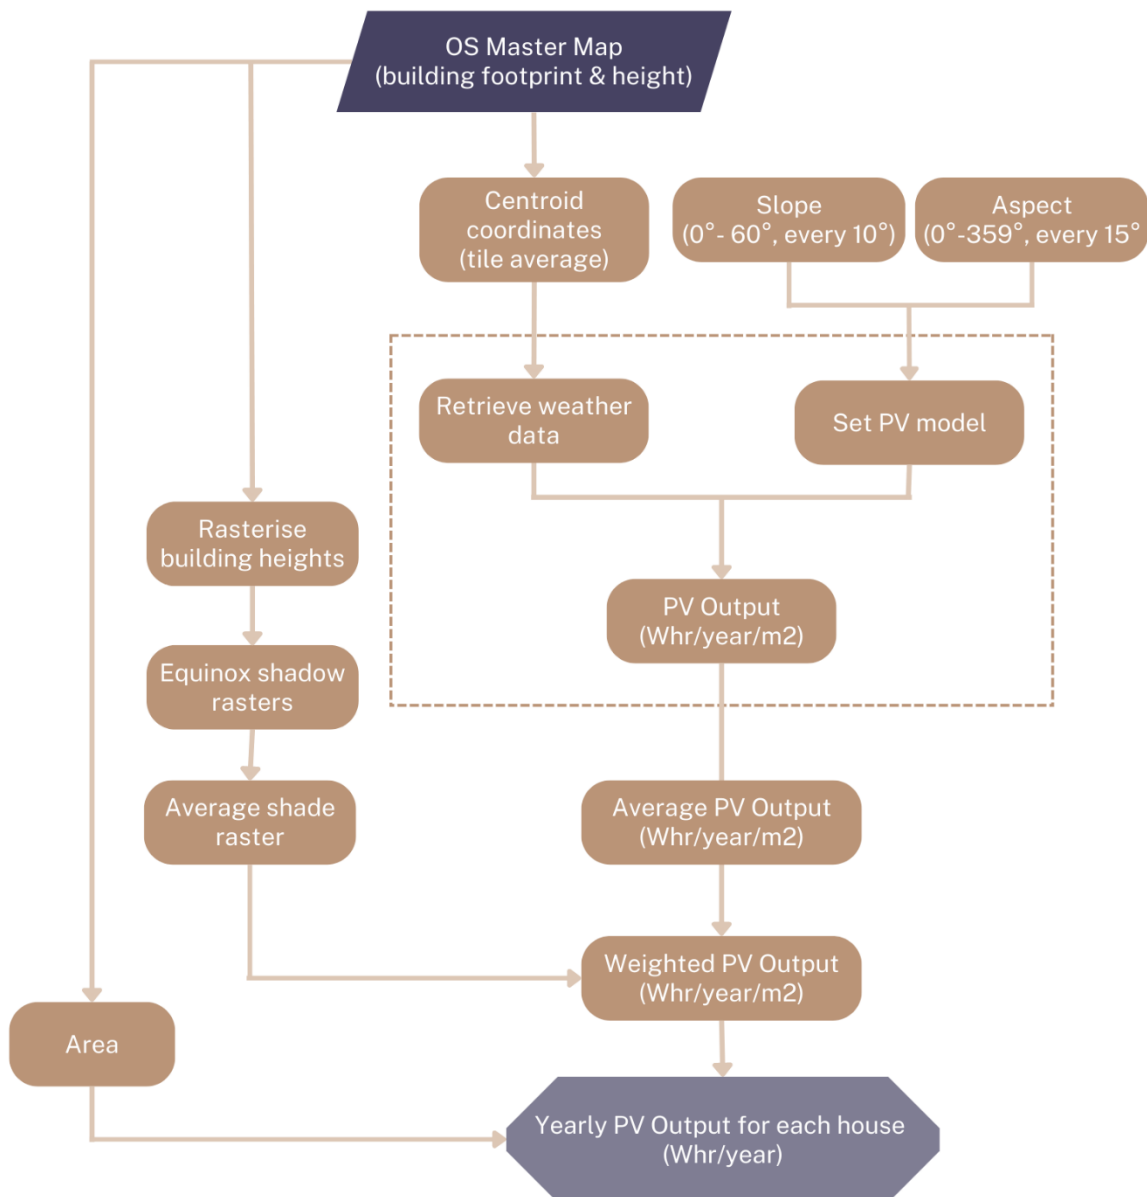 OS Master Map
(building footprint & height)
Centroid
coordinates
(tile average)
Slope
(0°- 60°, every 10°)
Aspect
(0°-359°, every 15°
Retrieve weather
data
Set PV model
Rasterise
building heights
PV Output
(Whr/year/m2)
Equinox shadow
rasters
Average shade
raster
Average PV Output
(Whr/year/m2)
Weighted PV Output
(Whr/year/m2)
Area
Yearly PV Output for each house
(Whr/year)